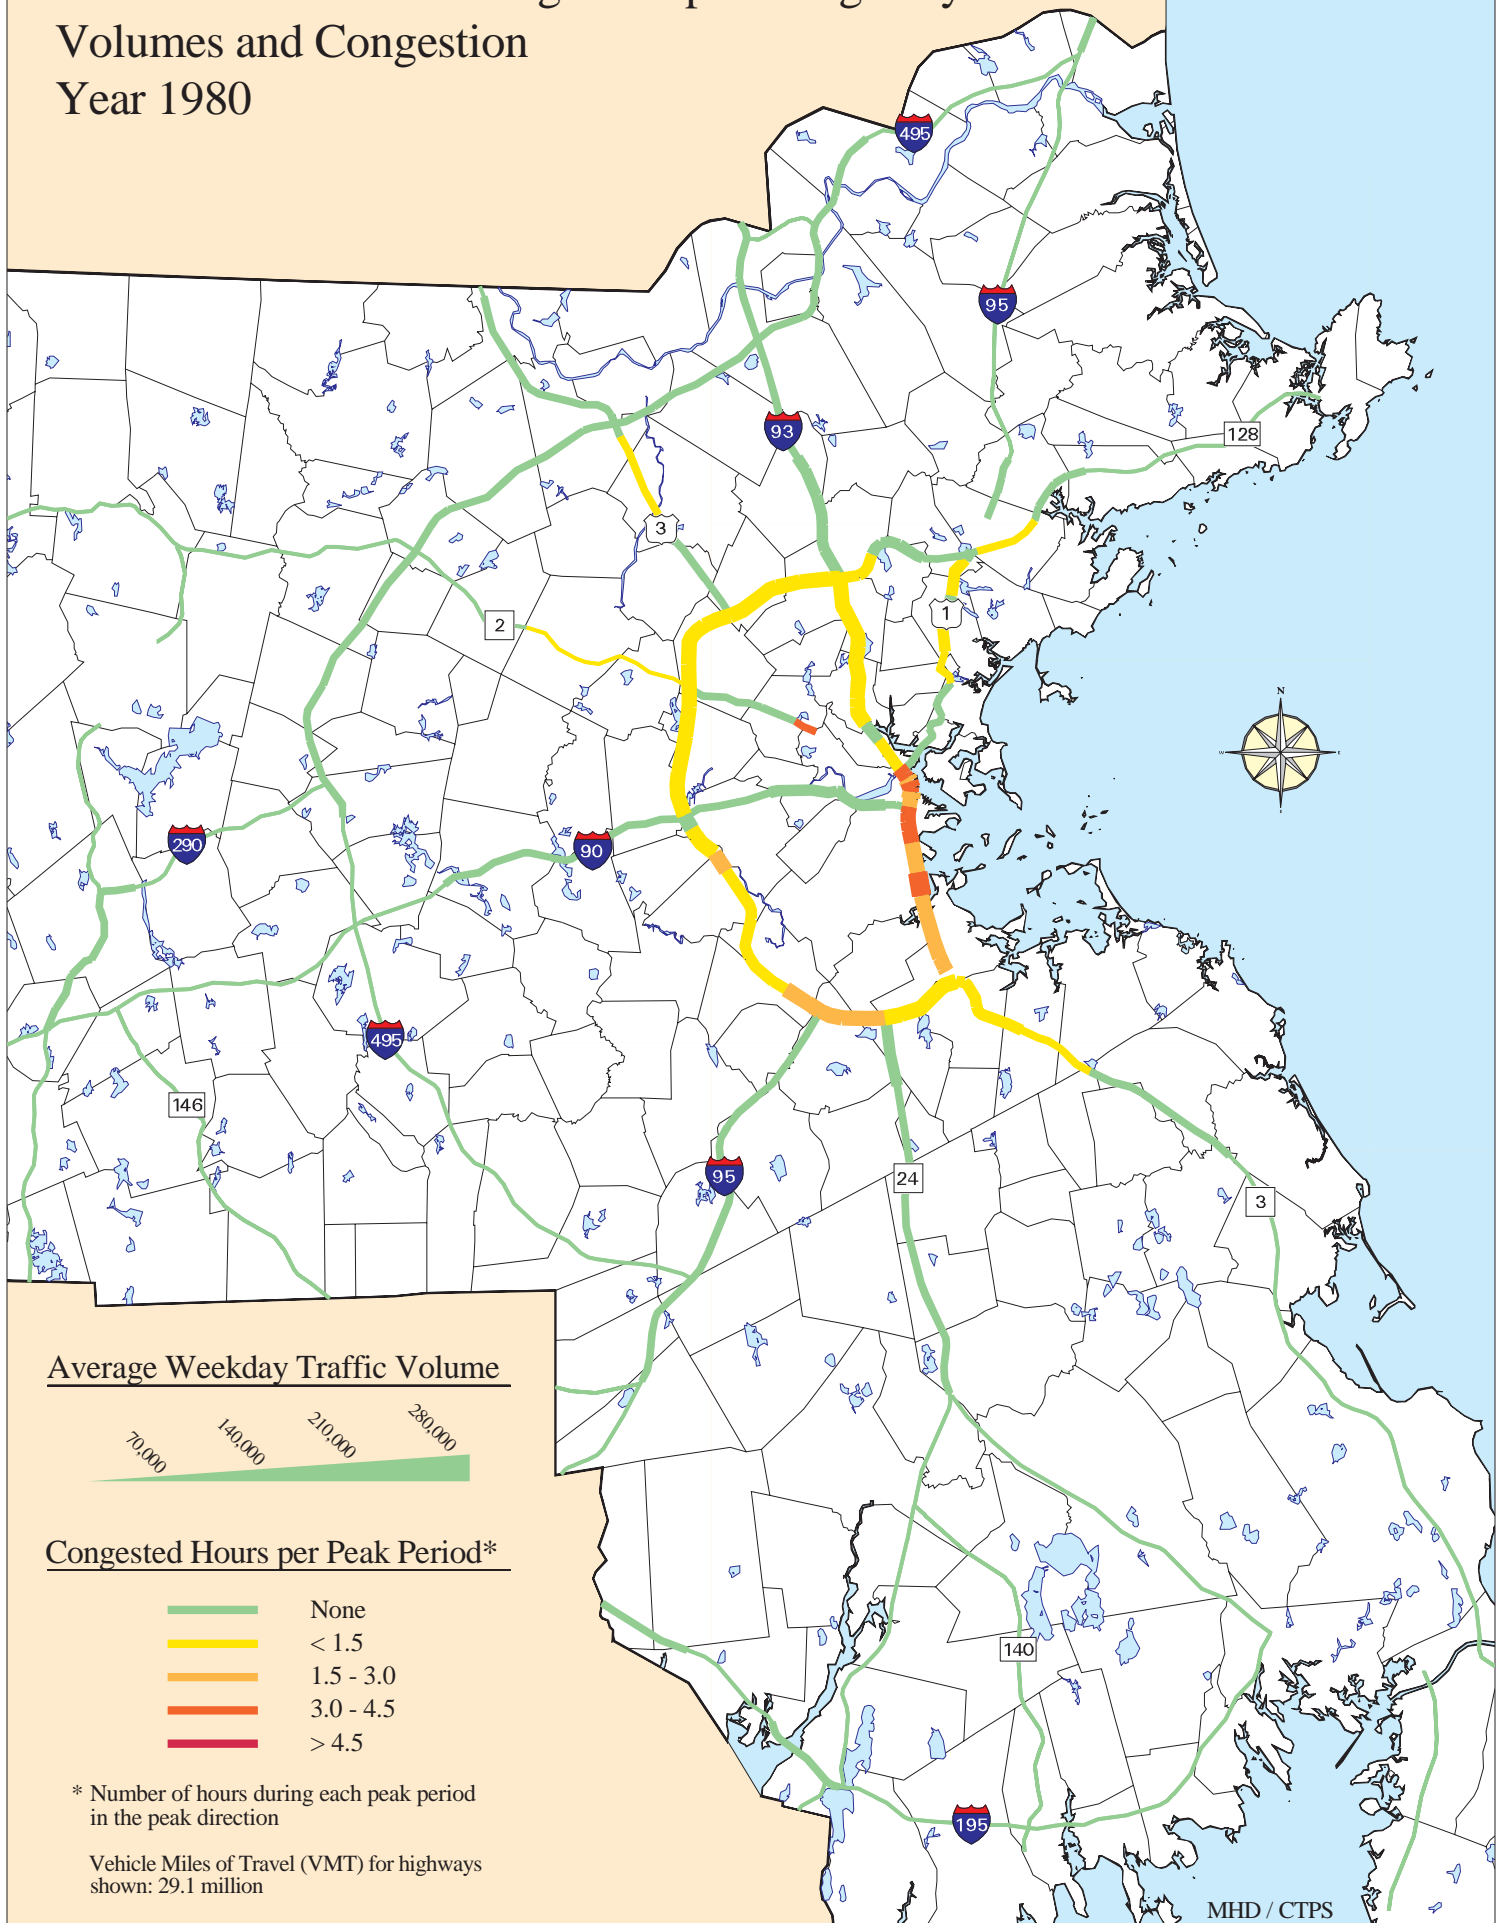 Volumes and Congestion
Year 1980
495
95
128
93
3
2
1
N
W
E
290
90
495
146
95
24
3
Average Weekday Traffic Volume
70,000
140,000
210,000
280,000
Congested Hours per Peak Period*
None
< 1.5
1.5 - 3.0
3.0 - 4.5
> 4.5
140
* Number of hours during each peak period
in the peak direction
195
Vehicle Miles of Travel (VMT) for highways
shown: 29.1 million
MHD / CTPS